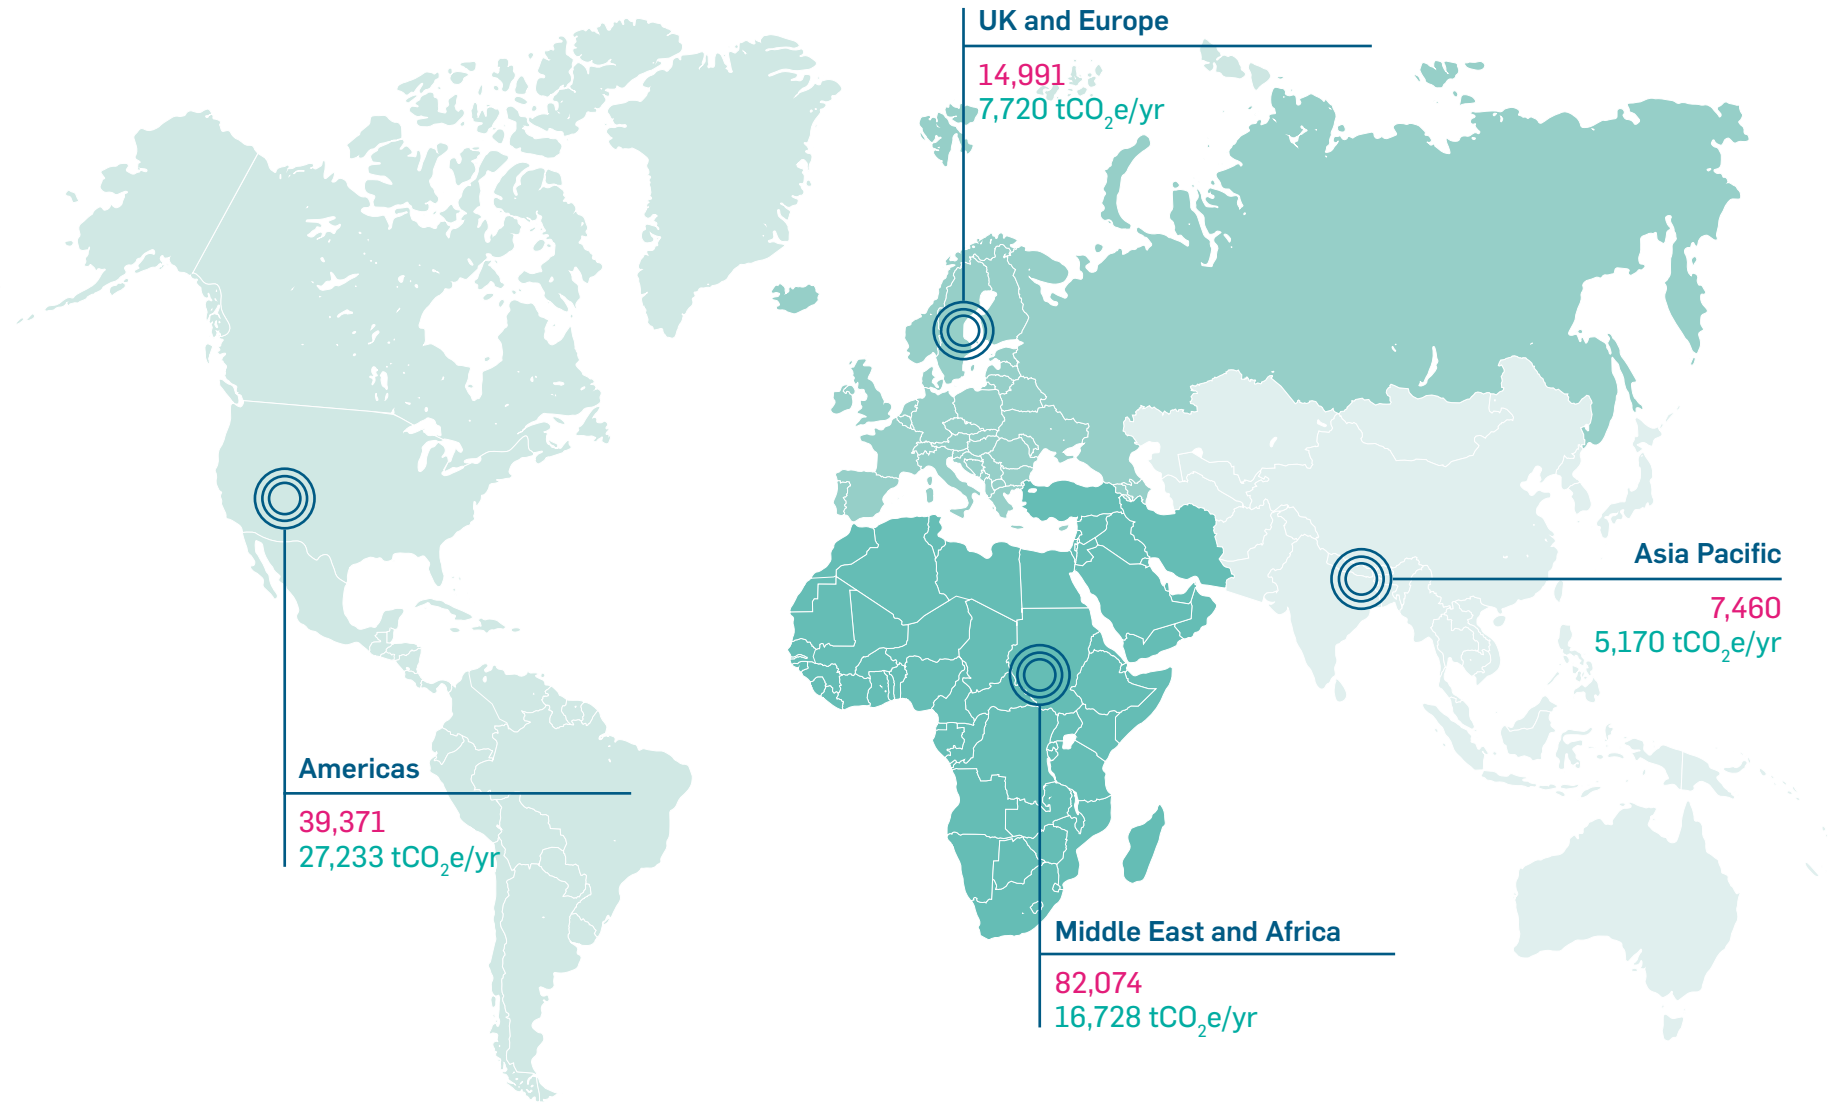 UK and Europe
14,991
7,720 tCO₂e/yr
Asia Pacific
7,460
5,170 tCO₂e/yr
Americas
39,371
27,233 tCO₂e/yr
Middle East and Africa
82,074
16,728 tCO₂e/yr